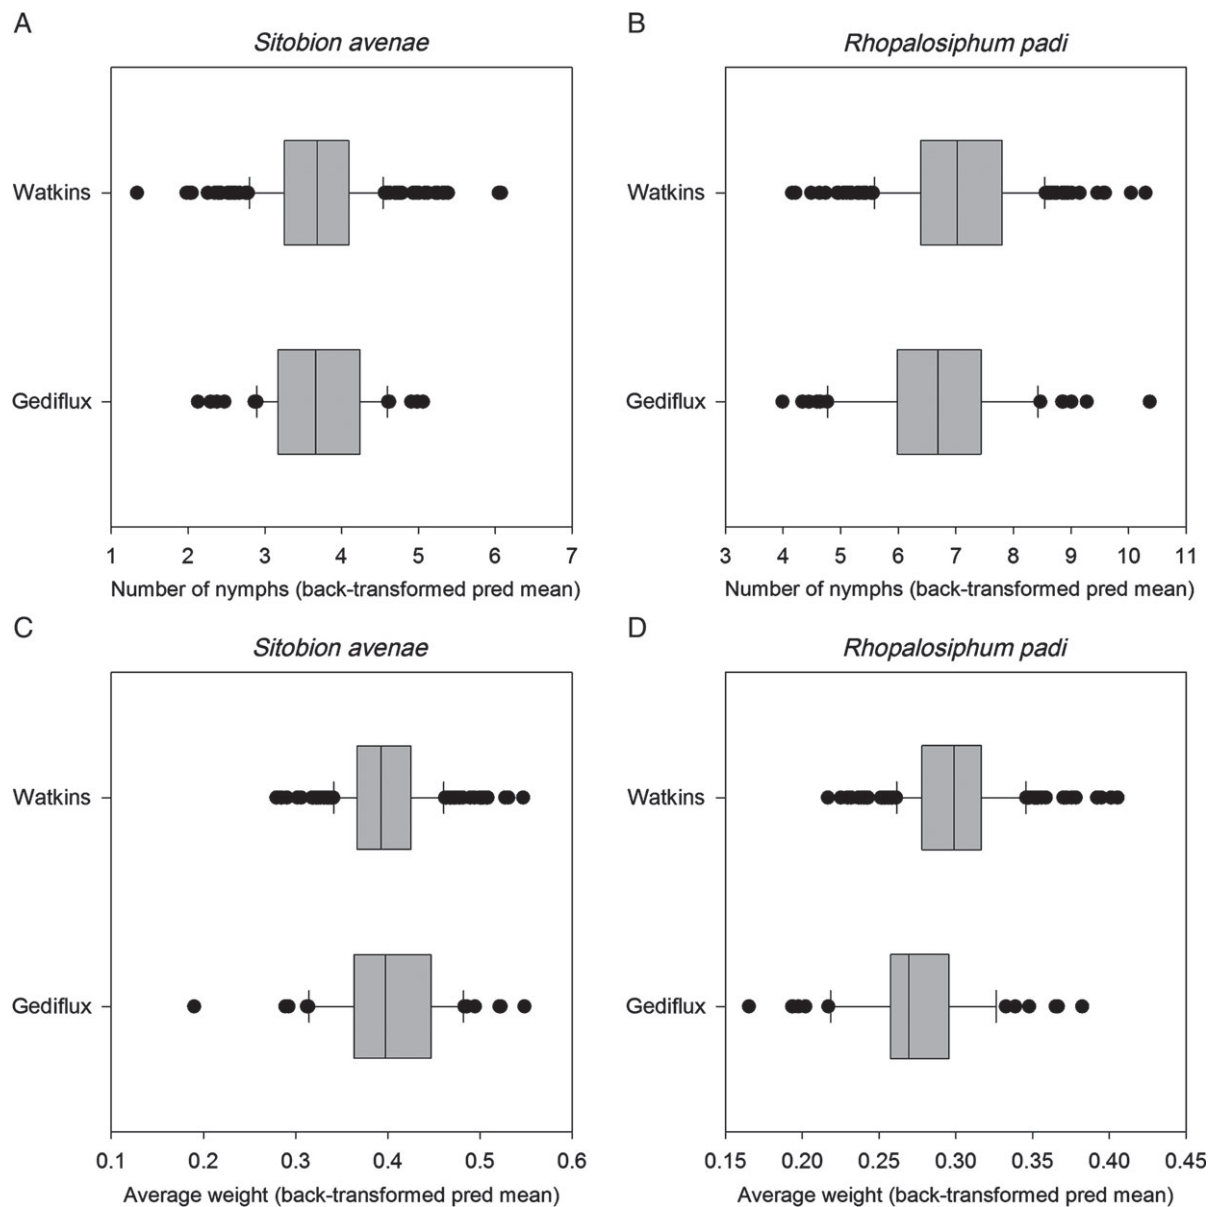 A
Sitobion avenae
Watkins
Gediflux
1 2 3 4 5 6 7
Number of nymphs (back-transformed pred mean)
B
Rhopalosiphum padi
Watkins
Gediflux
3 4 5 6 7 8 9 10 11
Number of nymphs (back-transformed pred mean)
C
Sitobion avenae
Watkins
Gediflux
0.1 0.2 0.3 0.4 0.5 0.6
Average weight (back-transformed pred mean)
D
Rhopalosiphum padi
Watkins
Gediflux
0.15 0.20 0.25 0.30 0.35 0.40 0.45
Average weight (back-transformed pred mean)